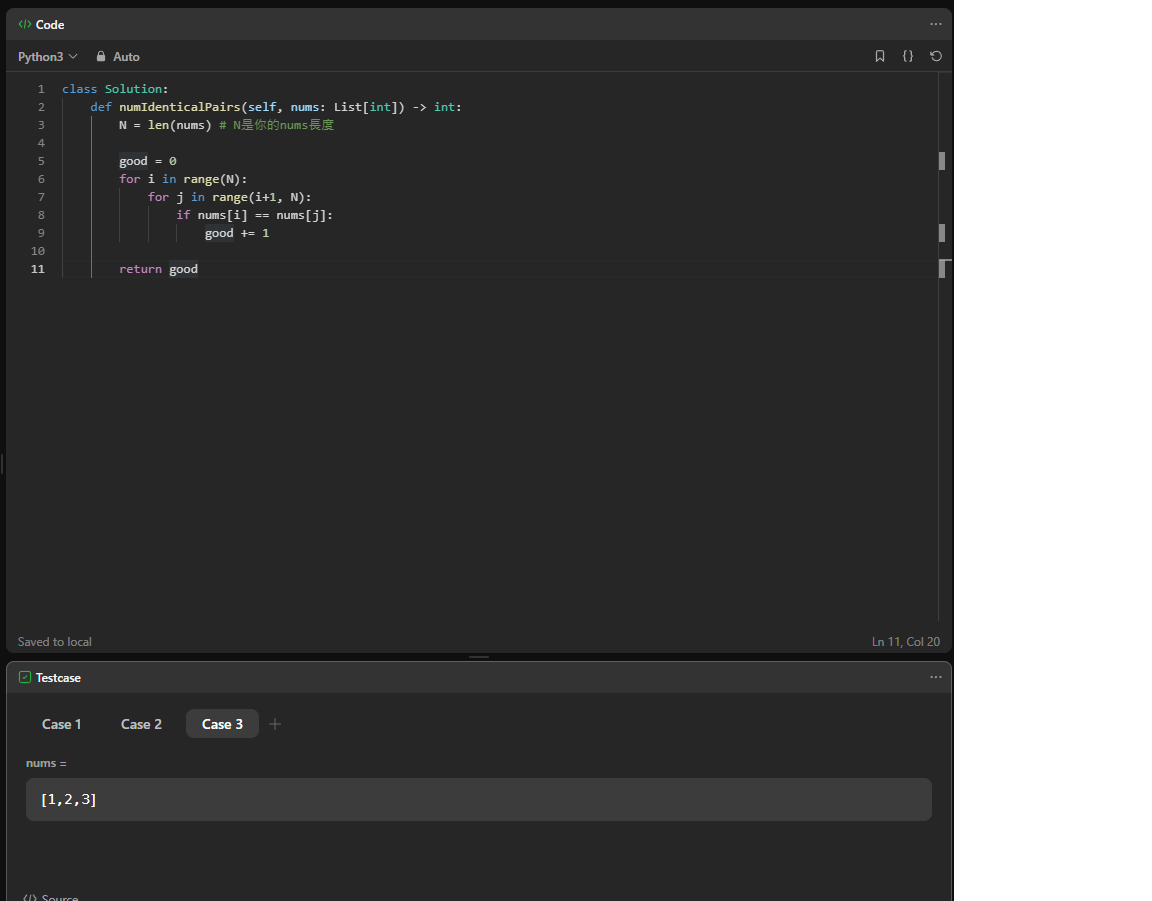 </> Code
Python3 Auto {}
1 class Solution:
2 def numIdenticalPairs(self, nums: List[int]) -> int:
3 N = len(nums) # N是你的nums長度
4
5 good = 0
6 for i in range(N):
7 for j in range(i+1, N):
8 if nums[i] == nums[j]:
9 good += 1
10
11 return good
Saved to local Ln 11, Col 20
Testcase
Case 1 Case 2 Case 3 +
nums =
[1,2,3]
</> Source